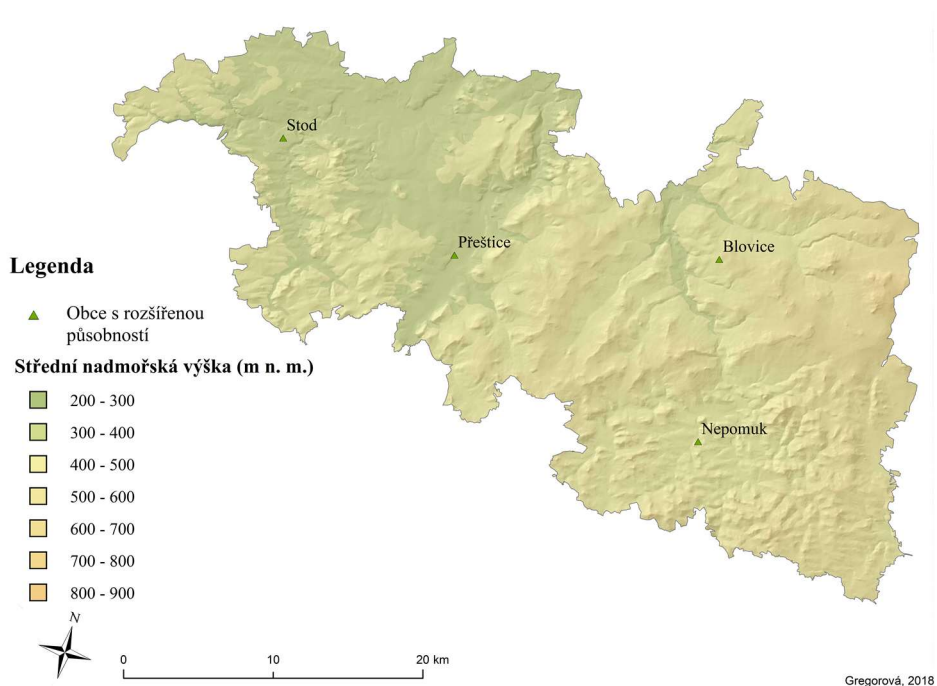 Stod
Přeštice
Blovice
Nepomuk
Legenda
Obce s rozšířenou
působností
Střední nadmořská výška (m n. m.)
200 - 300
300 - 400
400 - 500
500 - 600
600 - 700
700 - 800
800 - 900
N
0 10 20 km
Gregorová, 2018